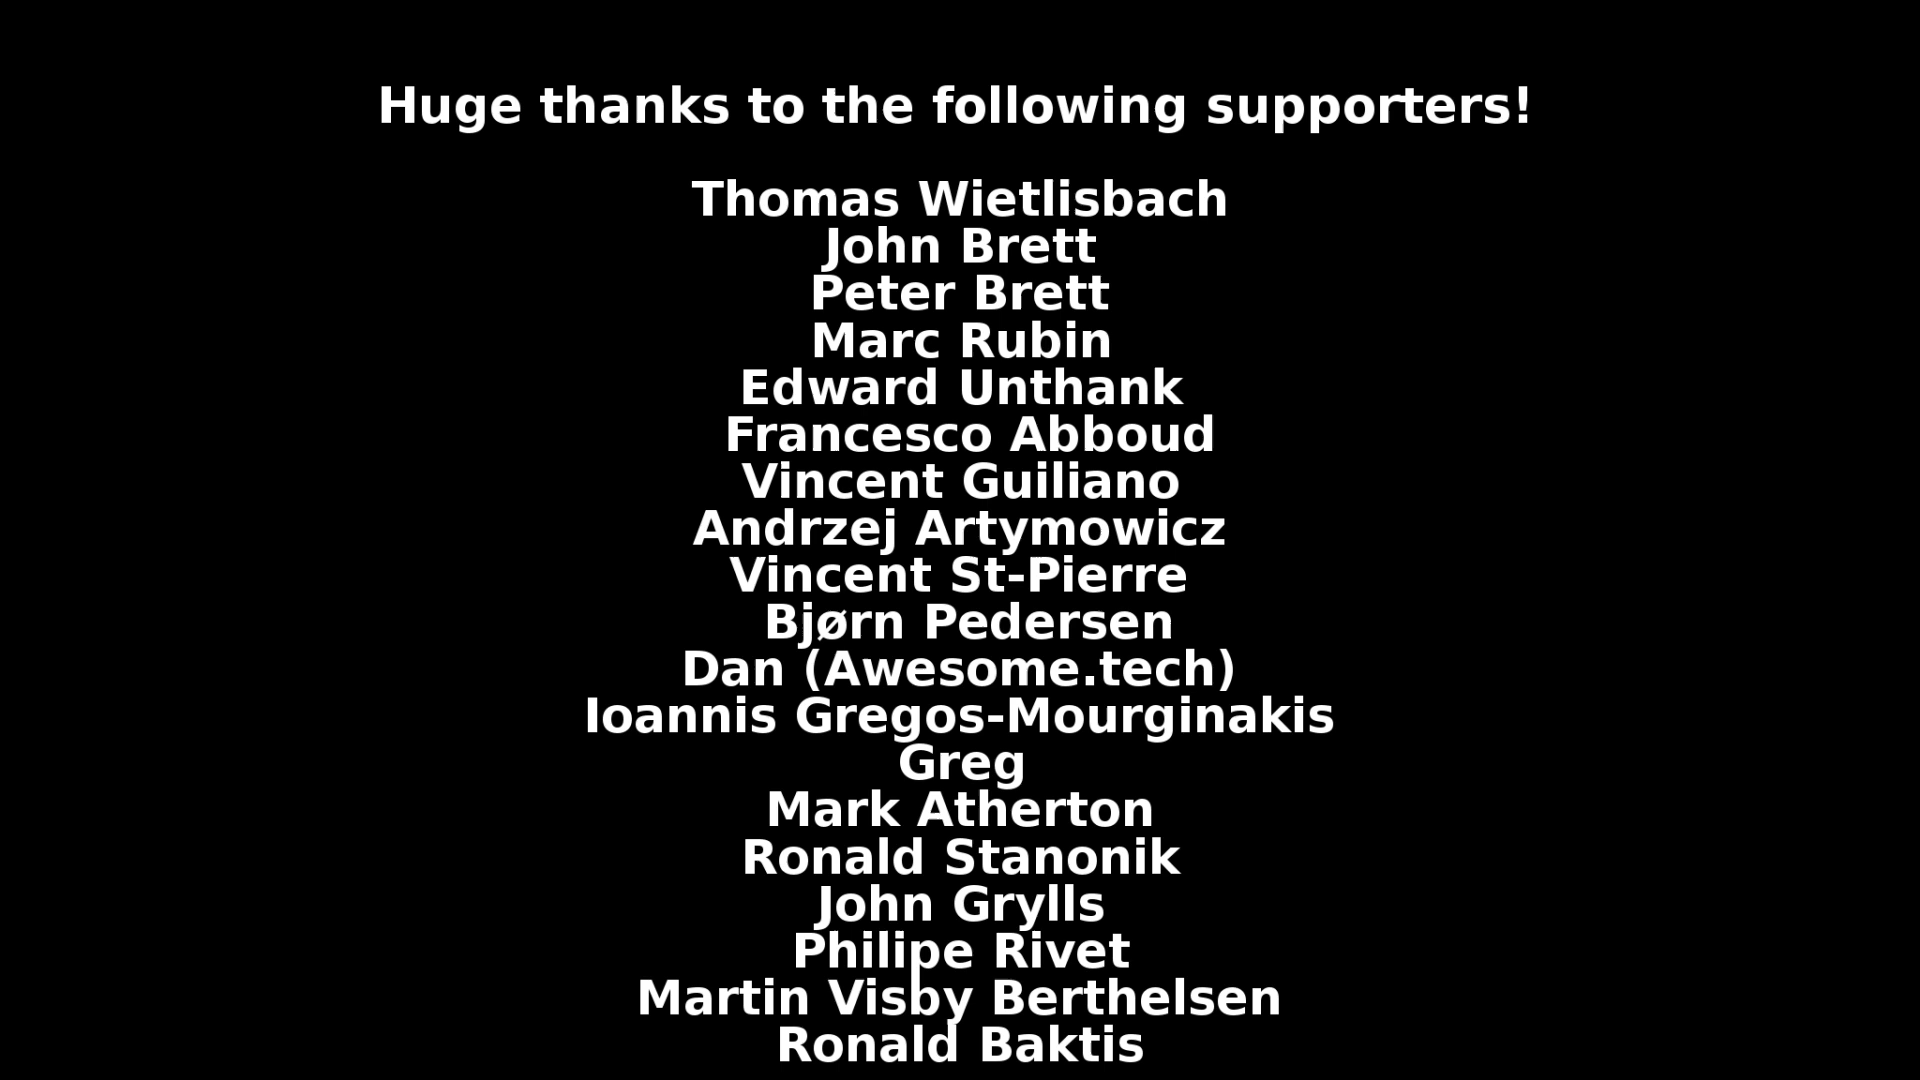 Huge thanks to the following supporters!
Thomas Wietlisbach
John Brett
Peter Brett
Marc Rubin
Edward Unthank
Francesco Abboud
Vincent Guiliano
Andrzej Artymowicz
Vincent St-Pierre
Bjørn Pedersen
Dan (Awesome.tech)
Ioannis Gregos-Mourginakis
Greg
Mark Atherton
Ronald Stanonik
John Grylls
Philipe Rivet
Martin Visby Berthelsen
Ronald Baktis